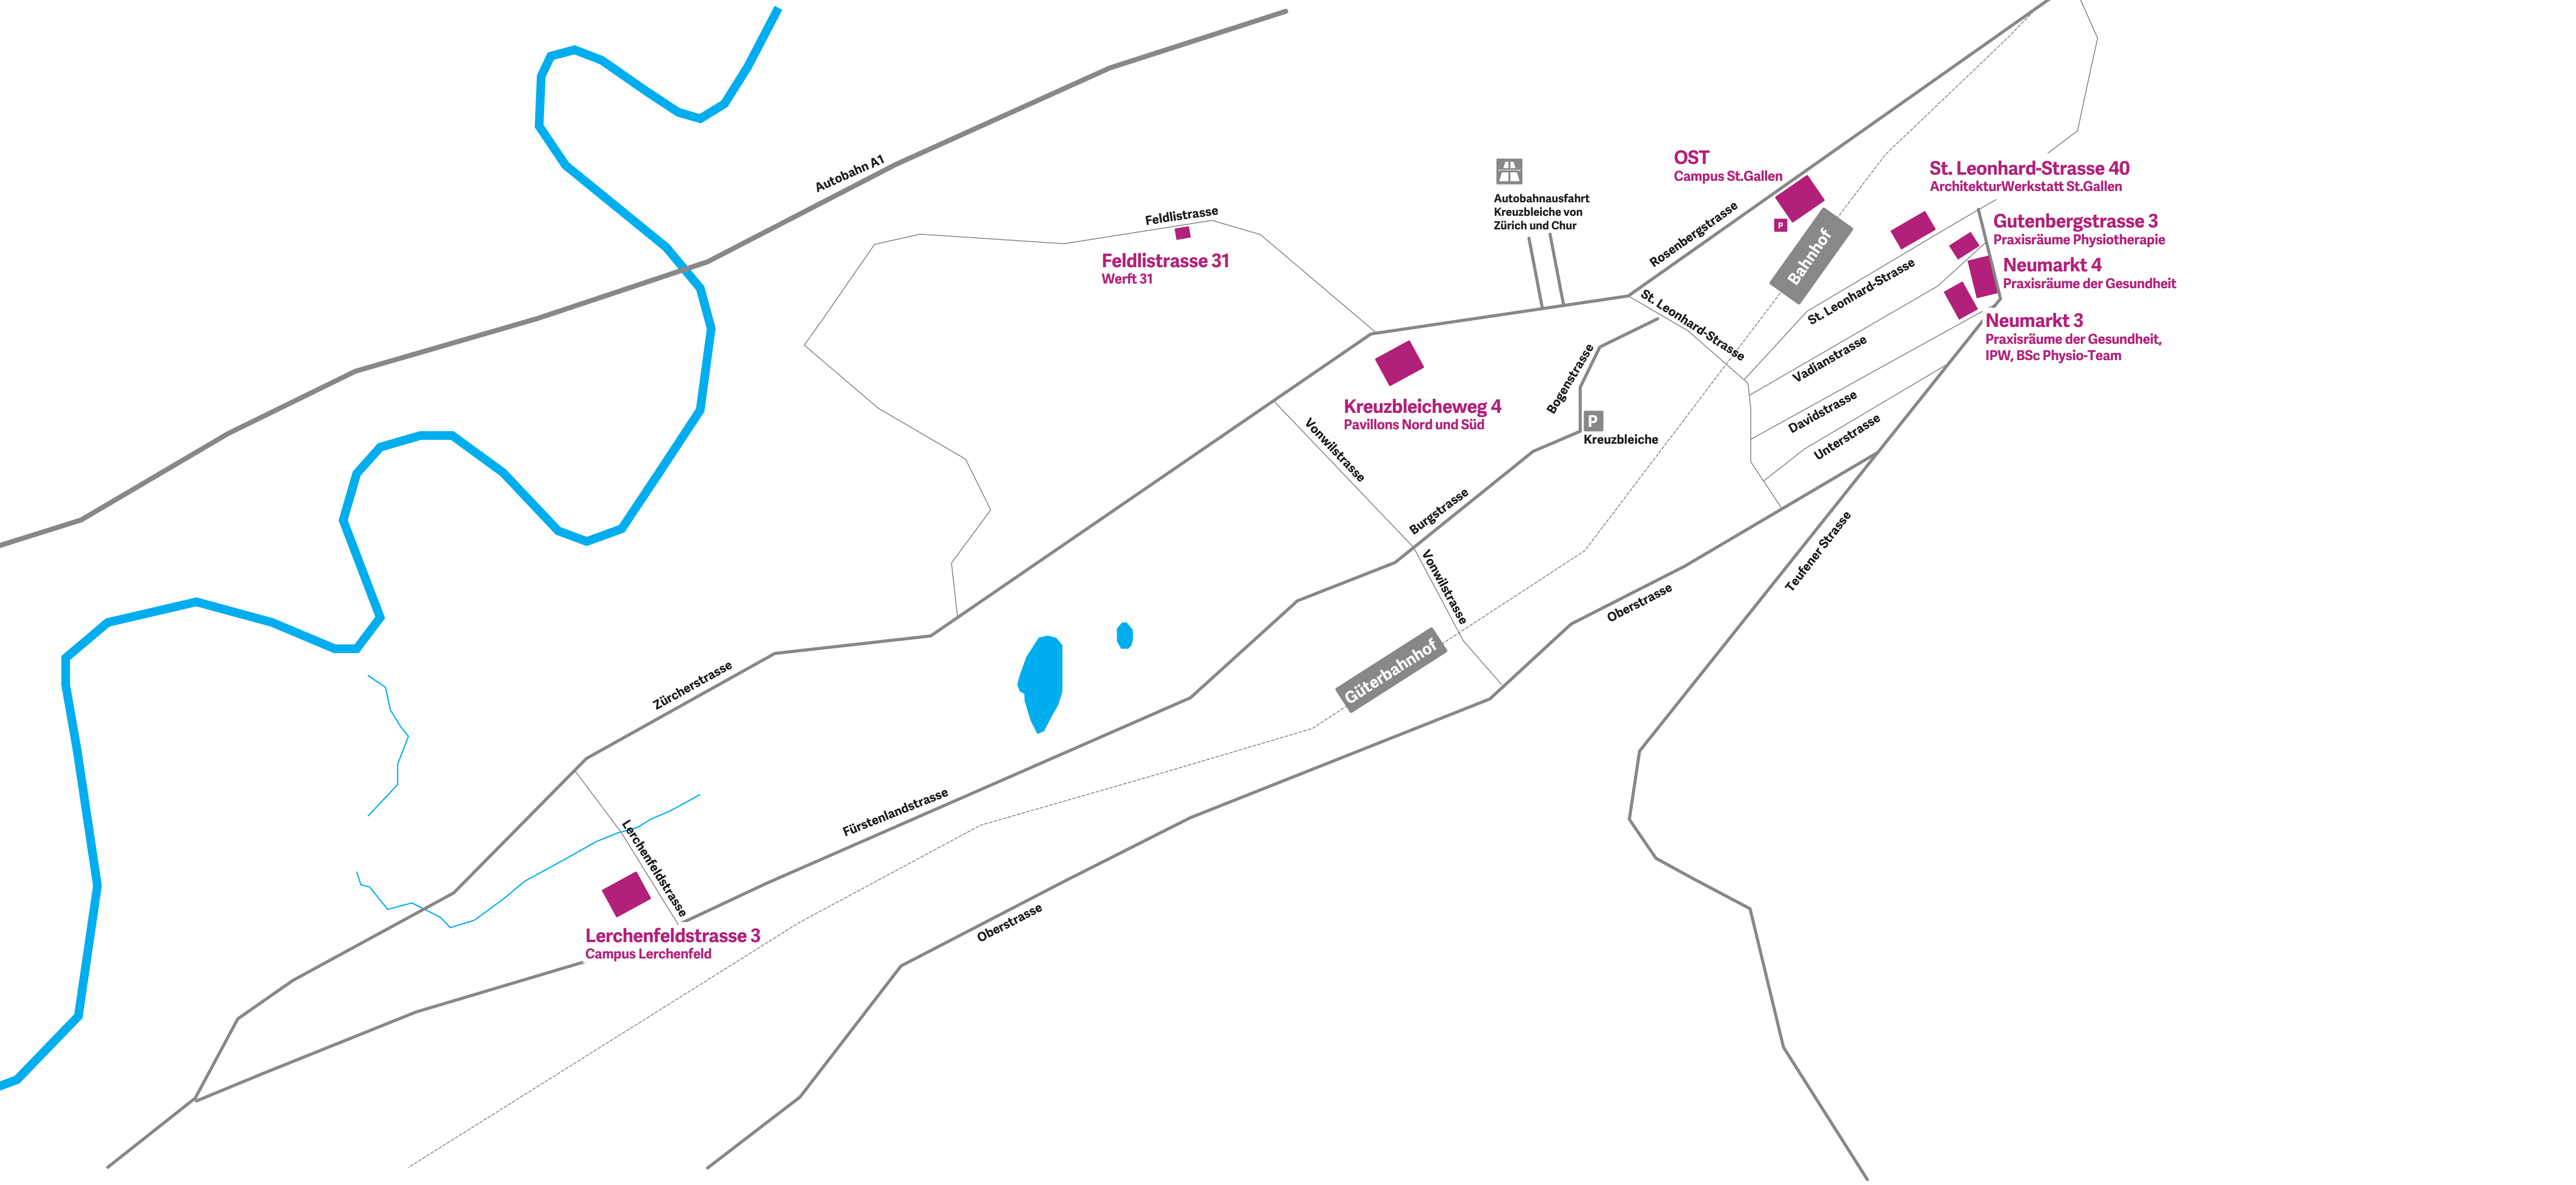 Autobahn A1
Feldlistrasse
Feldlistrasse 31
Werft 31
Autobahnausfahrt
Kreuzbleiche von
Zürich und Chur
OST
Campus St.Gallen
P
Rosenbergstrasse
Bahnhof
St. Leonhard-Strasse 40
ArchitekturWerkstatt St.Gallen
Gutenbergstrasse 3
Praxisräume Physiotherapie
Neumarkt 4
Praxisräume der Gesundheit
Neumarkt 3
Praxisräume der Gesundheit,
IPW, BSc Physio-Team
St. Leonhard-Strasse
St. Leonhard-Strasse
Vadianstrasse
Davidstrasse
Unterstrasse
Bogenstrasse
P
Kreuzbleiche
Kreuzbleicheweg 4
Pavillons Nord und Süd
Vonwilstrasse
Burgstrasse
Vonwilstrasse
Teufener Strasse
Oberstrasse
Güterbahnhof
Zürcherstrasse
Fürstenlandstrasse
Lerchenfeldstrasse
Oberstrasse
Lerchenfeldstrasse 3
Campus Lerchenfeld